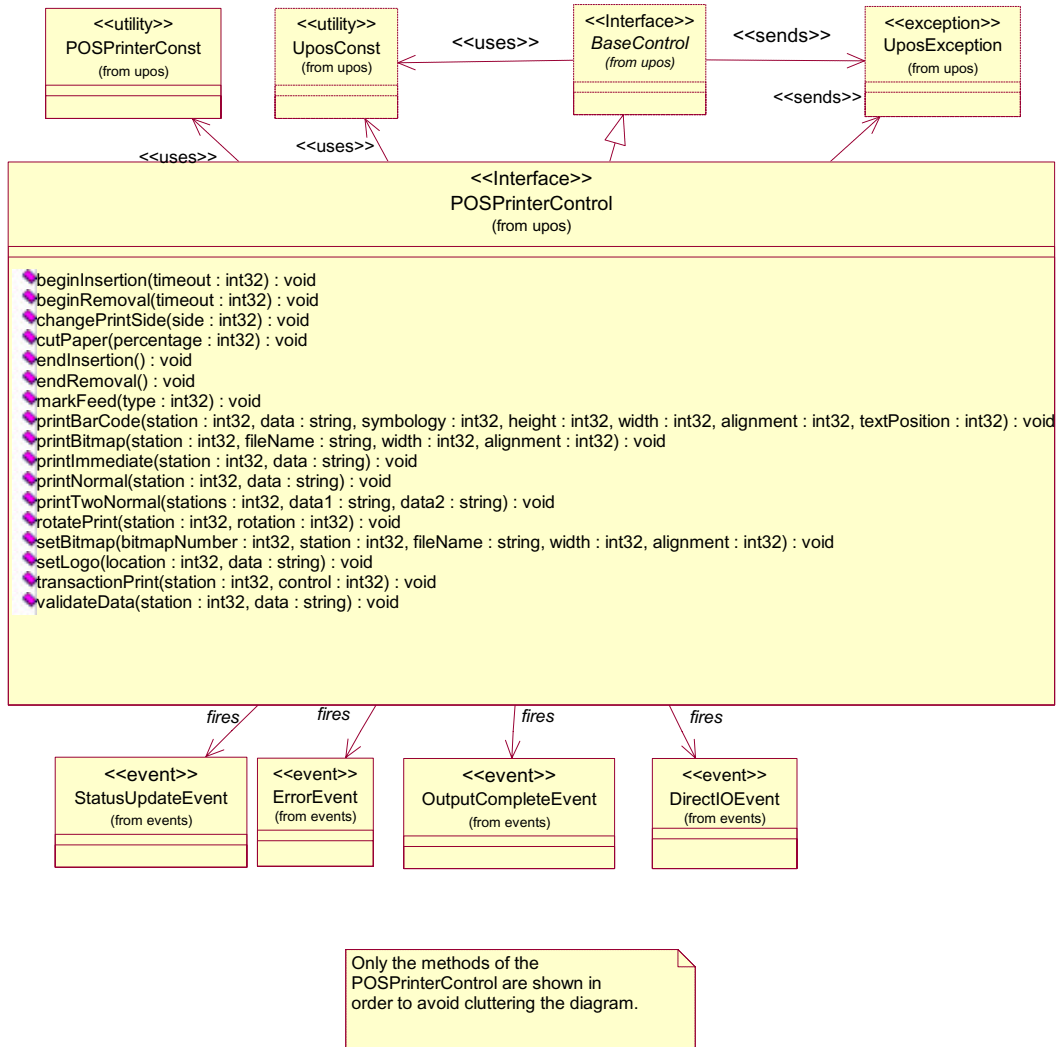 <<utility>>
POSPrinterConst
(from upos)
<<utility>>
UposConst
(from upos)
<<uses>>
<<Interface>>
BaseControl
(from upos)
<<sends>>
<<exception>>
UposException
(from upos)
<<sends>>
<<uses>>
<<uses>>
<<Interface>>
POSPrinterControl
(from upos)
beginInsertion(timeout : int32) : void
beginRemoval(timeout : int32) : void
changePrintSide(side : int32) : void
cutPaper(percentage : int32) : void
endInsertion() : void
endRemoval() : void
markFeed(type : int32) : void
printBarCode(station : int32, data : string, symbology : int32, height : int32, width : int32, alignment : int32, textPosition : int32) : void
printBitmap(station : int32, fileName : string, width : int32, alignment : int32) : void
printImmediate(station : int32, data : string) : void
printNormal(station : int32, data : string) : void
printTwoNormal(stations : int32, data1 : string, data2 : string) : void
rotatePrint(station : int32, rotation : int32) : void
setBitmap(bitmapNumber : int32, station : int32, fileName : string, width : int32, alignment : int32) : void
setLogo(location : int32, data : string) : void
transactionPrint(station : int32, control : int32) : void
validateData(station : int32, data : string) : void
fires
fires
fires
fires
<<event>>
StatusUpdateEvent
(from events)
<<event>>
ErrorEvent
(from events)
<<event>>
OutputCompleteEvent
(from events)
<<event>>
DirectIOEvent
(from events)
Only the methods of the
POSPrinterControl are shown in
order to avoid cluttering the diagram.